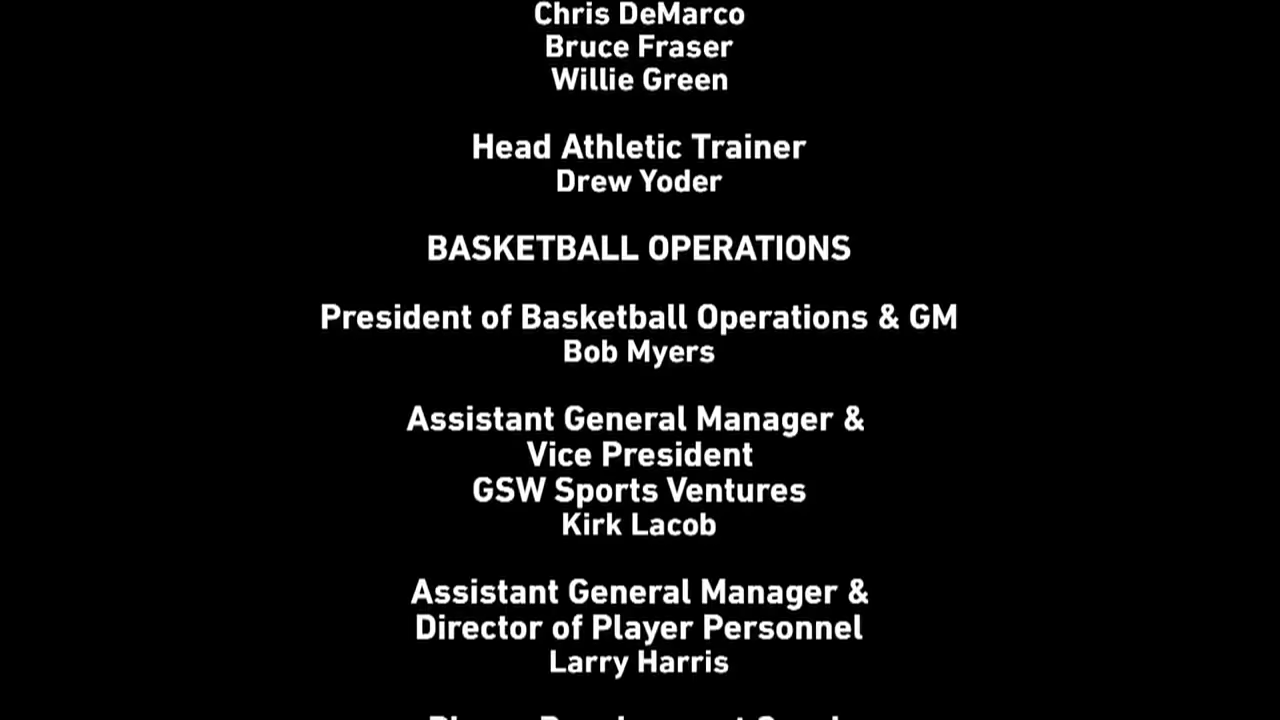 Chris DeMarco
Bruce Fraser
Willie Green
Head Athletic Trainer
Drew Yoder
BASKETBALL OPERATIONS
President of Basketball Operations & GM
Bob Myers
Assistant General Manager &
Vice President
GSW Sports Ventures
Kirk Lacob
Assistant General Manager &
Director of Player Personnel
Larry Harris